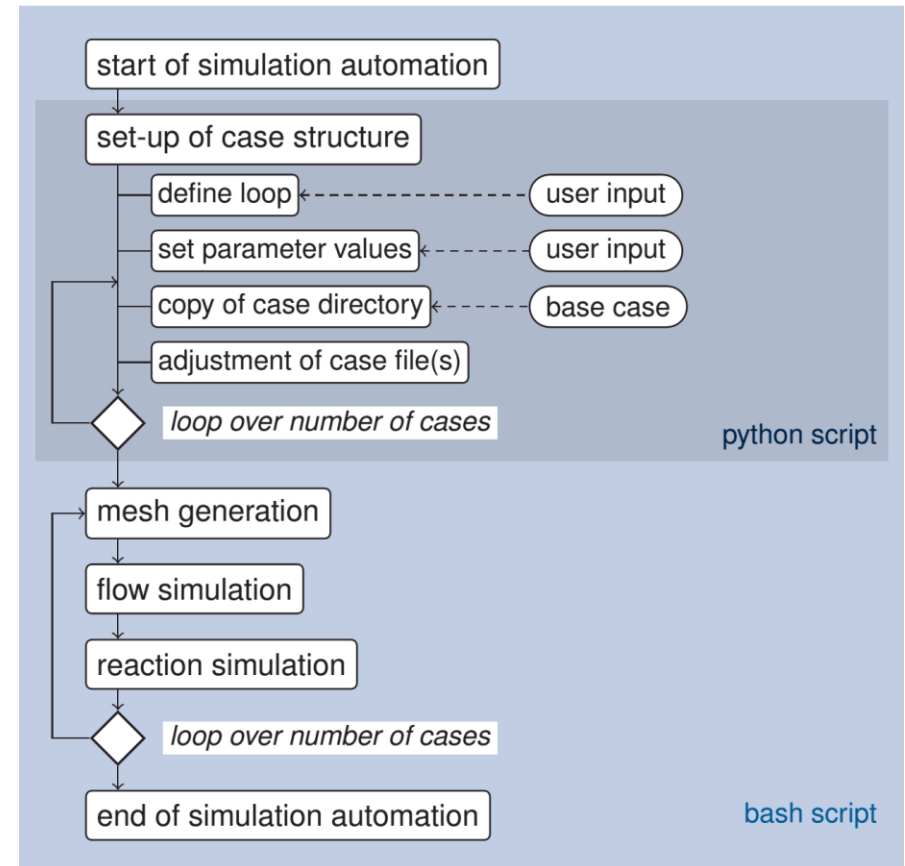 start of simulation automation
set-up of case structure
define loop
user input
set parameter values
user input
copy of case directory
base case
adjustment of case file(s)
loop over number of cases
python script
mesh generation
flow simulation
reaction simulation
loop over number of cases
end of simulation automation
bash script